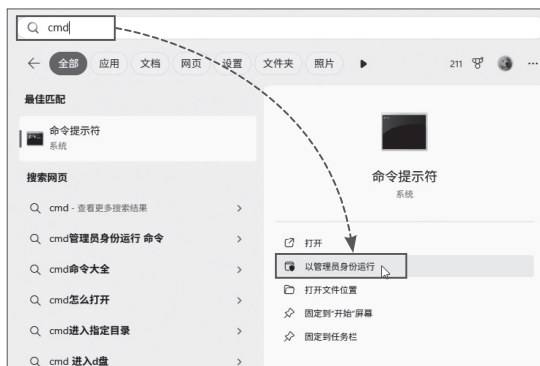 cmd
全部 应用 文档 网页 设置 文件夹 照片 211 ...
最佳匹配
命令提示符
系统
搜索网页
cmd - 查看更多搜索结果
cmd管理员身份运行 命令
cmd命令大全
cmd怎么打开
cmd进入指定目录
cmd 进入d盘
命令提示符
系统
打开
以管理员身份运行
打开文件位置
固定到"开始"屏幕
固定到任务栏